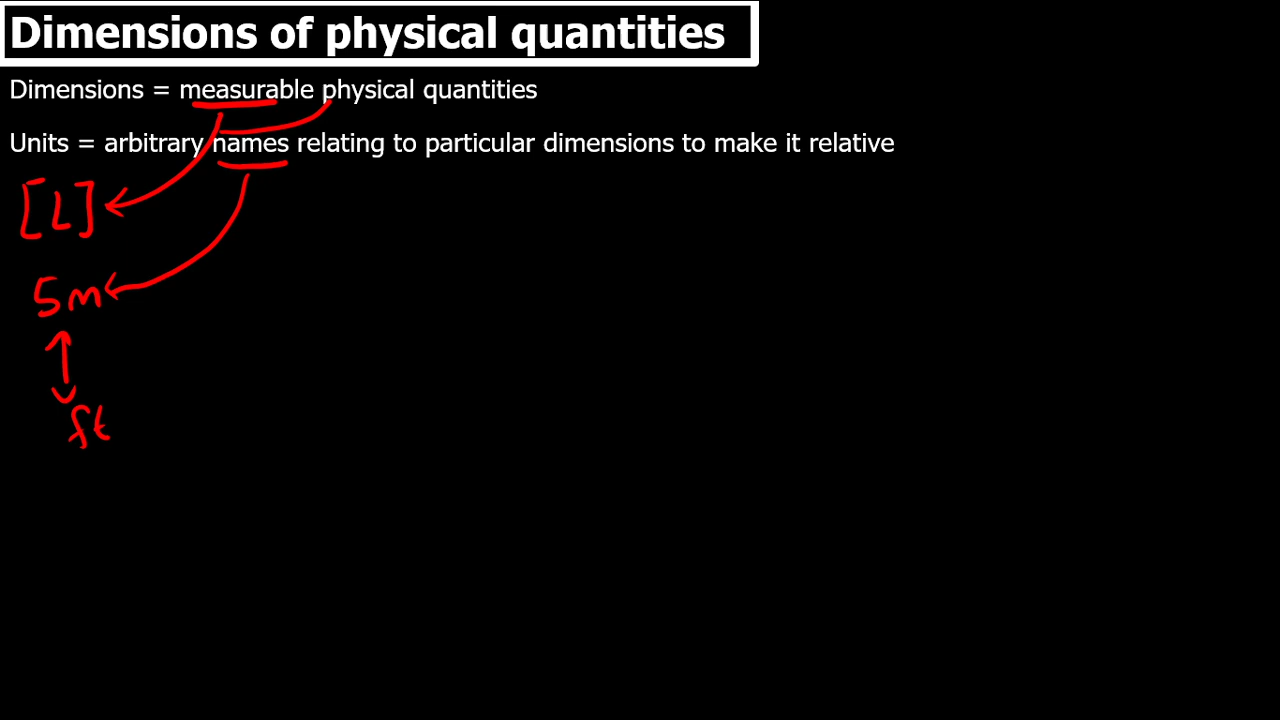 Dimensions of physical quantities
Dimensions = measurable physical quantities
Units = arbitrary names relating to particular dimensions to make it relative
[L]
5m
ft